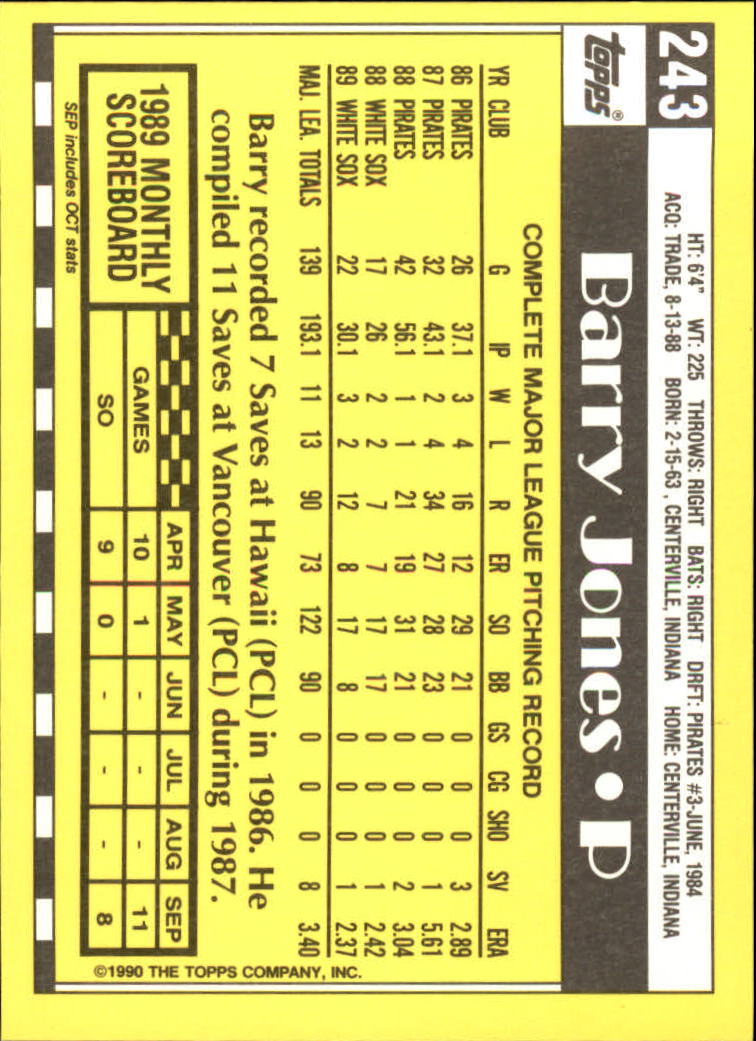 243
HT: 6'4" WT: 225 THROWS: RIGHT BATS: RIGHT DRFT: PIRATES #3-JUNE, 1984
ACQ: TRADE, 8-13-88 BORN: 2-15-63, CENTERVILLE, INDIANA HOME: CENTERVILLE, INDIANA
topps®
Barry Jones • P
COMPLETE MAJOR LEAGUE PITCHING RECORD
YR CLUB G IP W L R ER SO BB GS CG SHO SV ERA
86 PIRATES 26 37.1 3 4 16 12 29 21 0 0 0 3 2.89
87 PIRATES 32 43.1 2 4 34 27 28 23 0 0 0 1 5.61
88 PIRATES 42 56.1 1 1 21 19 31 21 0 0 0 2 3.04
88 WHITE SOX 17 26 2 2 7 7 17 17 0 0 0 1 2.42
89 WHITE SOX 22 30.1 3 2 12 8 17 8 0 0 0 1 2.37
MAJ. LEA. TOTALS 139 193.1 11 13 90 73 122 90 0 0 0 8 3.40
Barry recorded 7 Saves at Hawaii (PCL) in 1986. He
compiled 11 Saves at Vancouver (PCL) during 1987.
1989 MONTHLY
SCOREBOARD
SEP includes OCT stats
APR MAY JUN JUL AUG SEP
GAMES 10 1 - - - 11
SO 9 0 - - - 8
©1990 THE TOPPS COMPANY, INC.